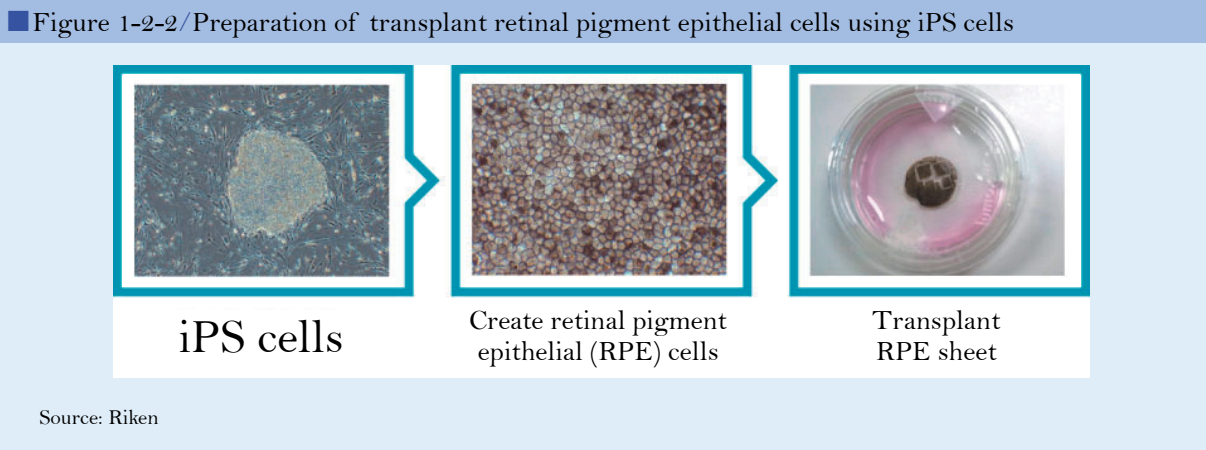 ■Figure 1-2-2/Preparation of transplant retinal pigment epithelial cells using iPS cells
iPS cells
Create retinal pigment
epithelial (RPE) cells
Transplant
RPE sheet
Source: Riken